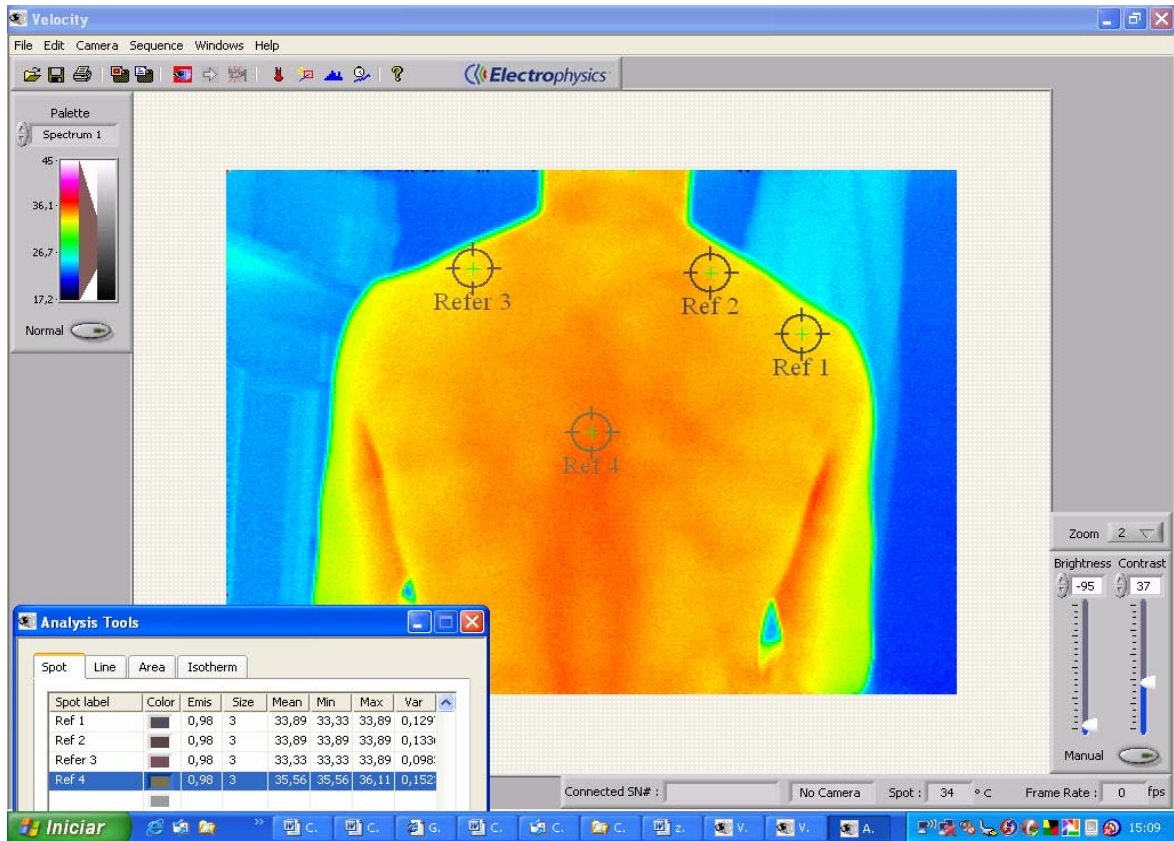 Velocity
File Edit Camera Sequence Windows Help
Electrophysics
Palette
Spectrum 1
45
36,1
26,7
17,2
Normal
Refer 3
Ref 2
Ref 1
Ref 4
Zoom 2
Brightness Contrast
-95 37
Manual
Analysis Tools
Spot Line Area Isotherm
Spot label Color Emis Size Mean Min Max Var
Ref 1 0,98 3 33,89 33,33 33,89 0,129
Ref 2 0,98 3 33,89 33,89 33,89 0,133
Refer 3 0,98 3 33,33 33,33 33,89 0,098
Ref 4 0,98 3 35,56 35,56 36,11 0,152
Connected SN# : No Camera Spot : 34 ° C Frame Rate : 0 fps
Iniciar » C. C. G. C. C. C. z. V. V. A. 15:09